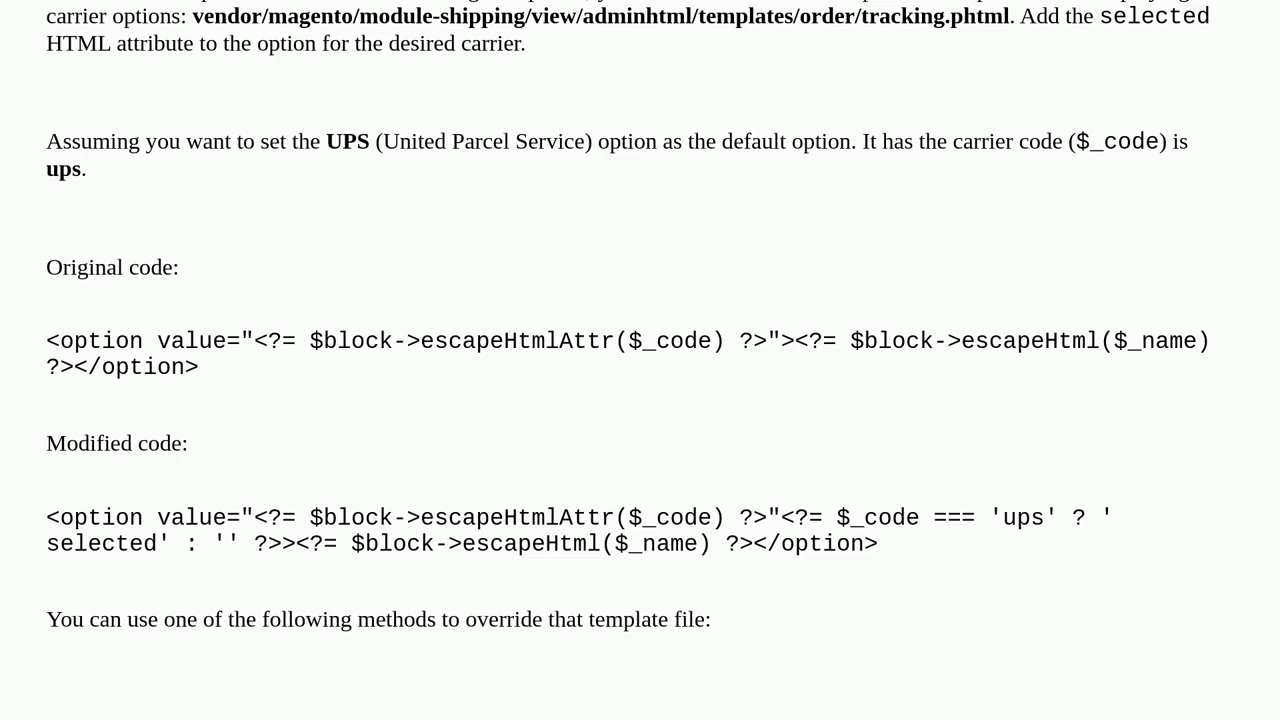 carrier options: vendor/magento/module-shipping/view/adminhtml/templates/order/tracking.phtml. Add the selected
HTML attribute to the option for the desired carrier.
Assuming you want to set the UPS (United Parcel Service) option as the default option. It has the carrier code ($_code) is
ups.
Original code:
<option value="<?= $block->escapeHtmlAttr($_code) ?>"><?= $block->escapeHtml($_name)
?></option>
Modified code:
<option value="<?= $block->escapeHtmlAttr($_code) ?>"<?= $_code === 'ups' ? '
selected' : '' ?>><?= $block->escapeHtml($_name) ?></option>
You can use one of the following methods to override that template file: